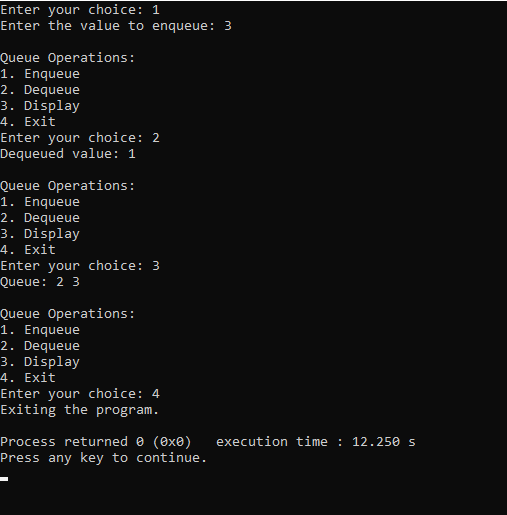 Enter your choice: 1
Enter the value to enqueue: 3
Queue Operations:
1. Enqueue
2. Dequeue
3. Display
4. Exit
Enter your choice: 2
Dequeued value: 1
Queue Operations:
1. Enqueue
2. Dequeue
3. Display
4. Exit
Enter your choice: 3
Queue: 2 3
Queue Operations:
1. Enqueue
2. Dequeue
3. Display
4. Exit
Enter your choice: 4
Exiting the program.
Process returned 0 (0x0)   execution time : 12.250 s
Press any key to continue.